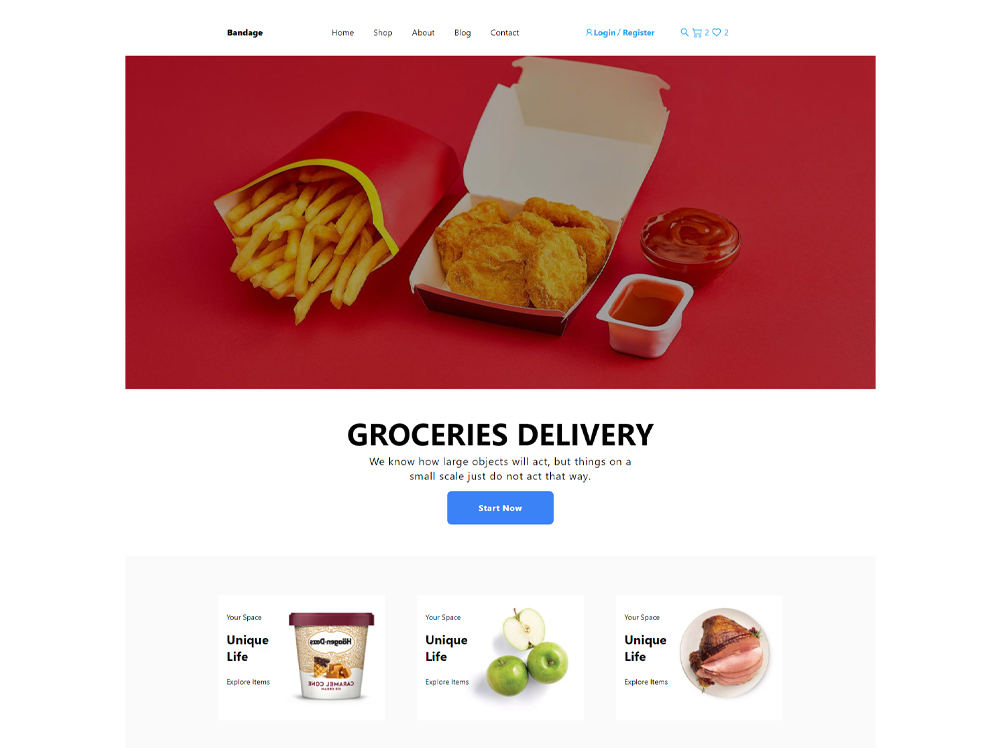 Bandage
Home Shop About Blog Contact
Login / Register
2 2
GROCERIES DELIVERY
We know how large objects will act, but things on a
small scale just do not act that way.
Start Now
Your Space
Unique
Life
Explore Items
Häagen-Dazs
CARAMEL CONE
ICE CREAM
Your Space
Unique
Life
Explore Items
Your Space
Unique
Life
Explore Items